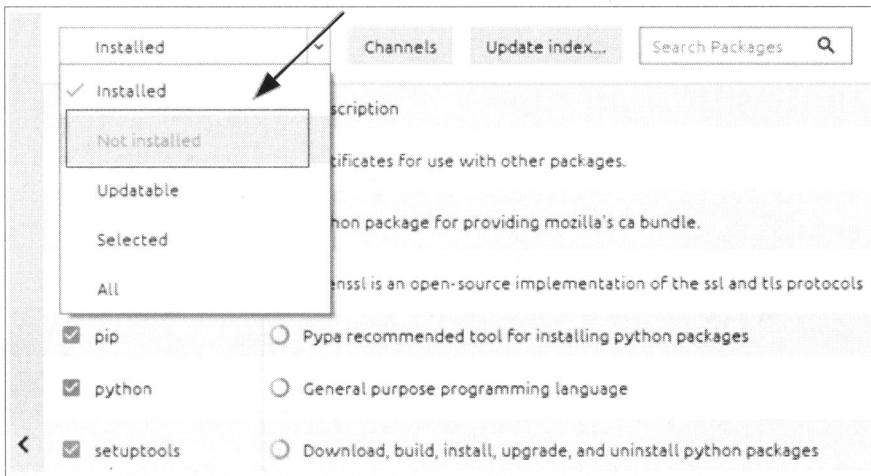 Installed Channels Update index... Search Packages
Installed
scription
Not installed
tificates for use with other packages.
Updatable
hon package for providing mozilla's ca bundle.
Selected
enssl is an open-source implementation of the ssl and tls protocols
All
pip Pypa recommended tool for installing python packages
python General purpose programming language
setuptools Download, build, install, upgrade, and uninstall python packages